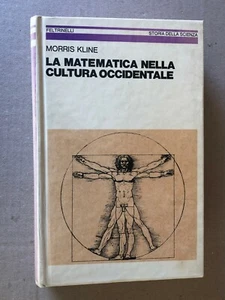 FELTRINELLI
STORIA DELLA SCIENZA
MORRIS KLINE
LA MATEMATICA NELLA
CULTURA OCCIDENTALE